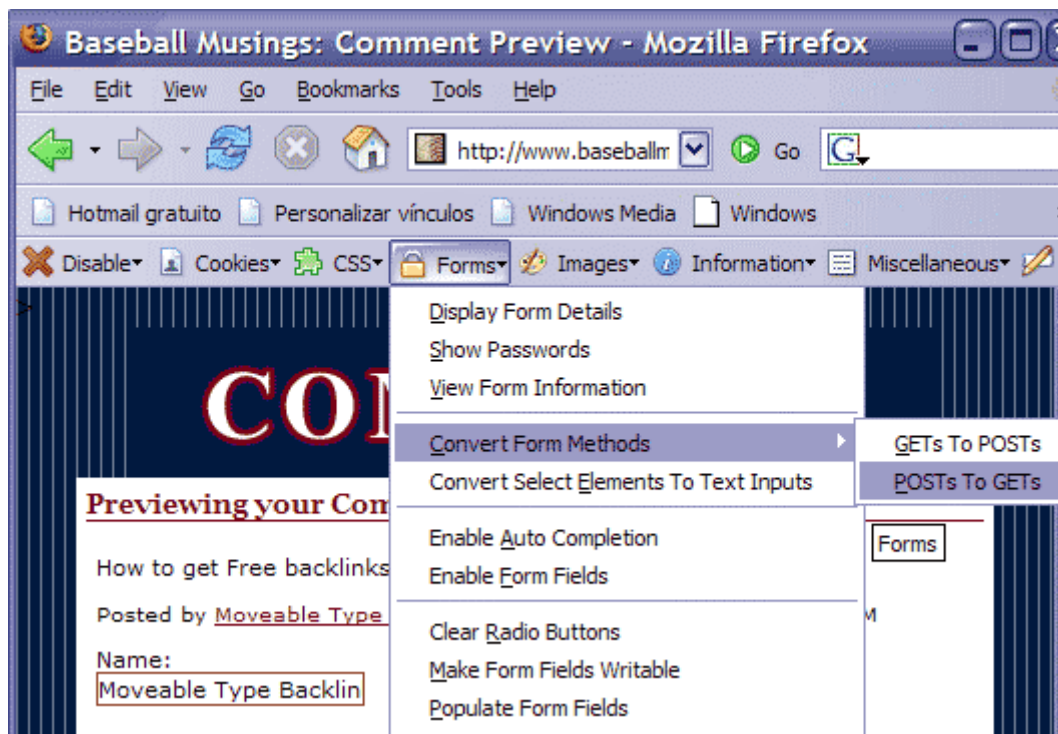 Baseball Musings: Comment Preview - Mozilla Firefox
File Edit View Go Bookmarks Tools Help
http://www.baseballm Go G
Hotmail gratuito Personalizar vínculos Windows Media Windows
Disable Cookies CSS Forms Images Information Miscellaneous
>
Display Form Details
Show Passwords
COM
View Form Information
Convert Form Methods GETs To POSTs
Convert Select Elements To Text Inputs POSTs To GETs
Previewing your Com
Enable Auto Completion Forms
How to get Free backlinks
Enable Form Fields
Posted by Moveable Type M
Clear Radio Buttons
Name:
Make Form Fields Writable
Moveable Type Backlin
Populate Form Fields